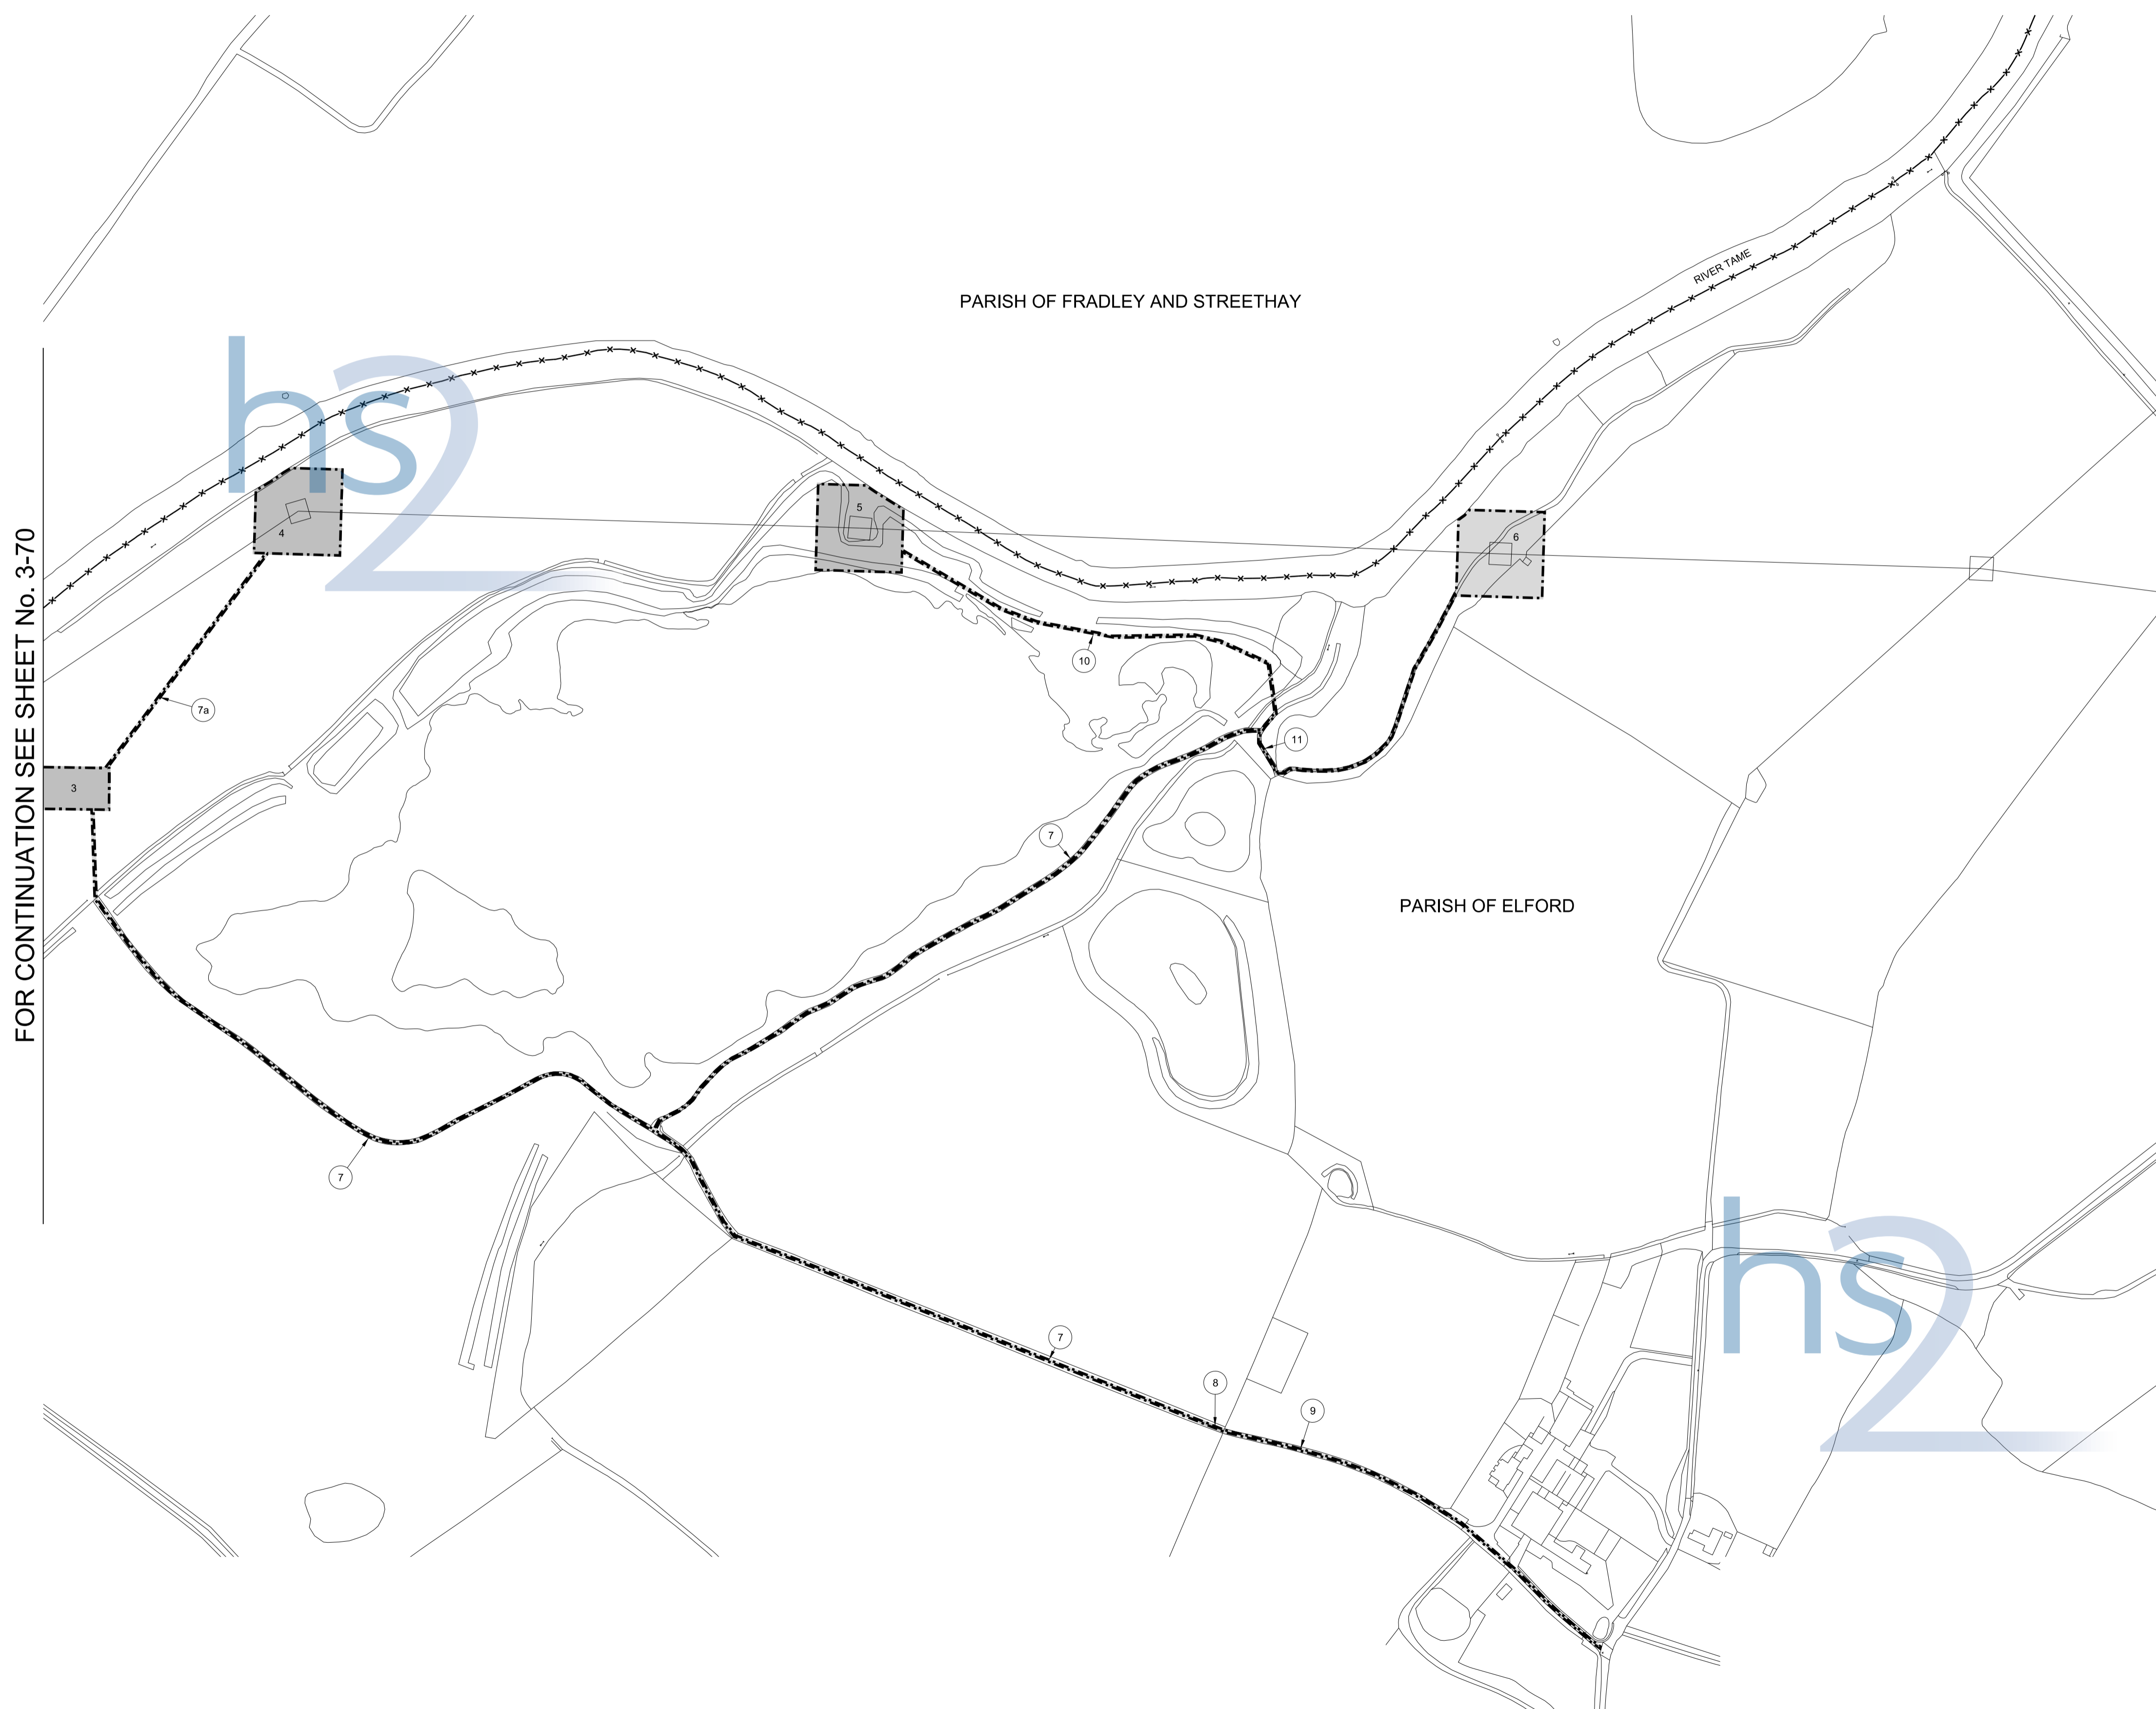 PARISH OF FRADLEY AND STREETHAY
RIVER TAME
hs2
4
5
6
10
7a
11
3
7
PARISH OF ELFORD
FOR CONTINUATION SEE SHEET No. 3-70
7
7
8
9
hs2